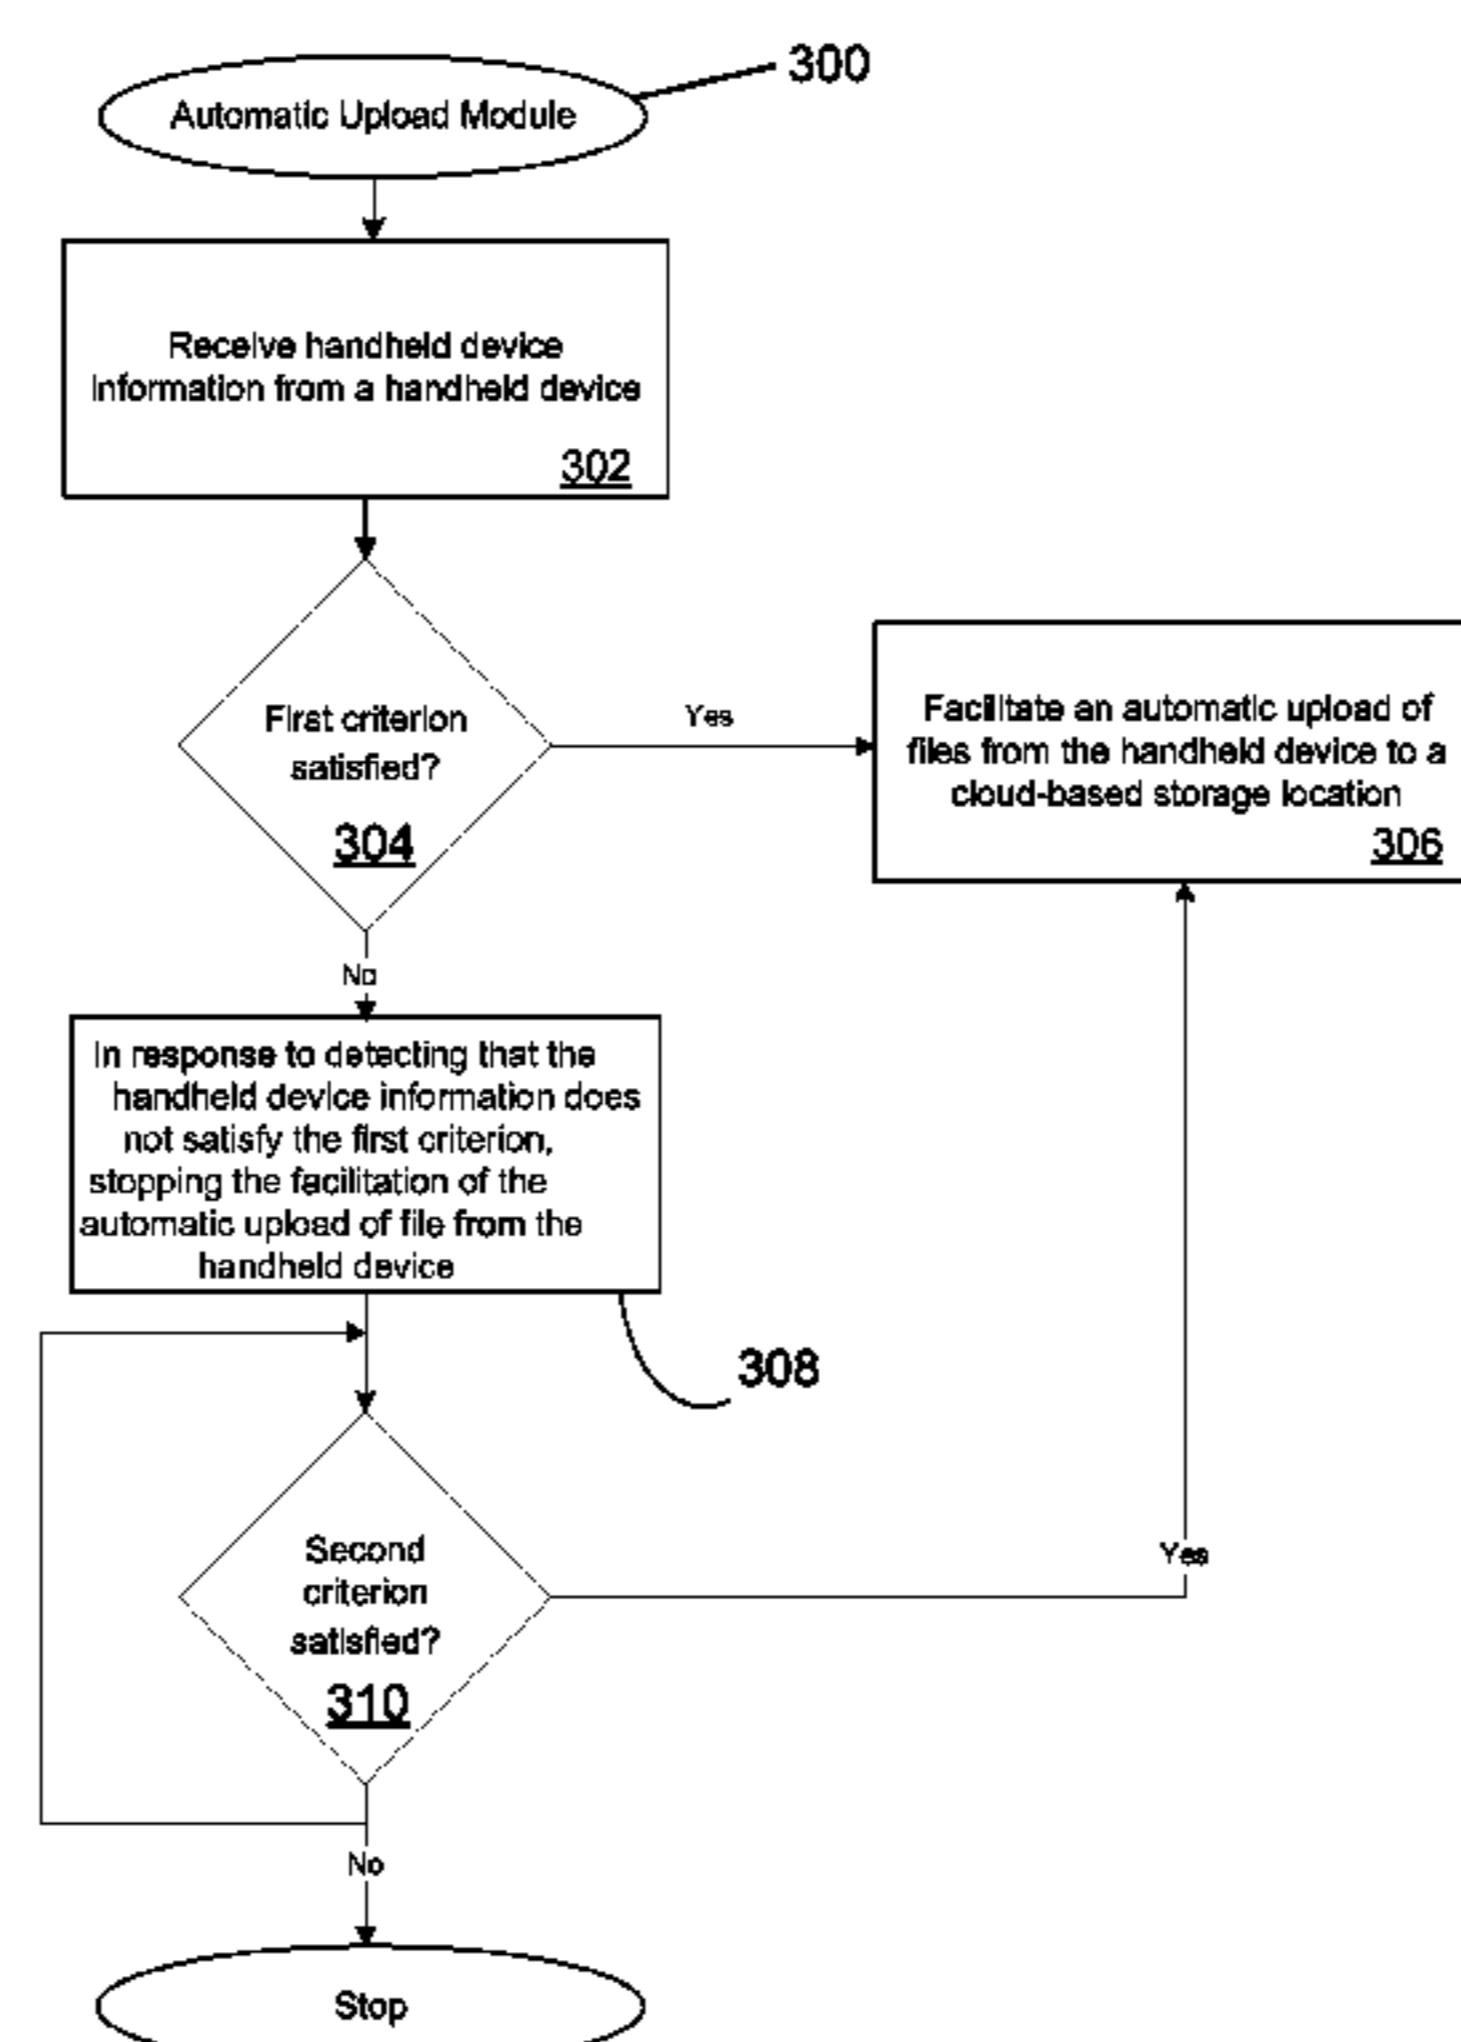 300
Automatic Upload Module
Receive handheld device
information from a handheld device
302
First criterion
satisfied?
304
Yes
Facilitate an automatic upload of
files from the handheld device to a
cloud-based storage location
306
No
In response to detecting that the
handheld device information does
not satisfy the first criterion,
stopping the facilitation of the
automatic upload of file from the
handheld device
308
Second
criterion
satisfied?
310
Yes
No
Stop